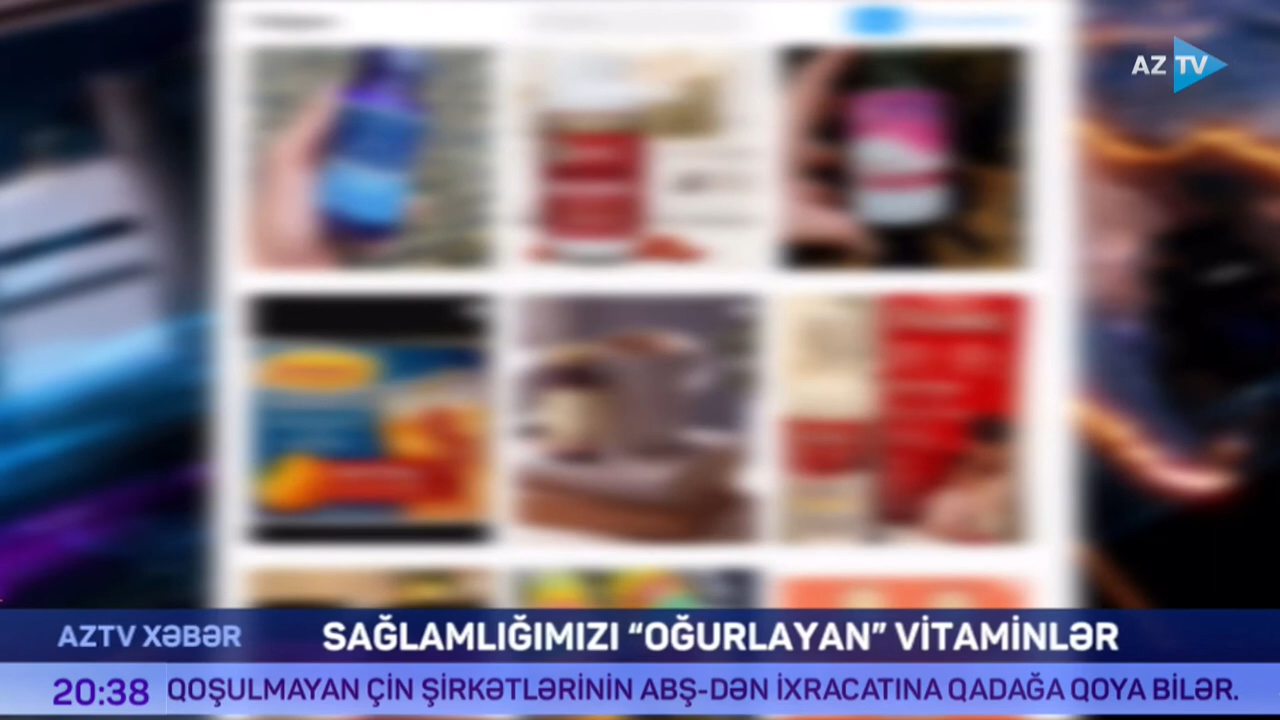 AZ TV
AZTV XƏBƏR
SAĞLAMLIĞIMIZI “OĞURLAYAN” VİTAMİNLƏR
20:38
QOŞULMAYAN ÇİN ŞİRKƏTLƏRİNİN ABŞ-DƏN İXRACATINA QADAĞA QOYA BİLƏR.